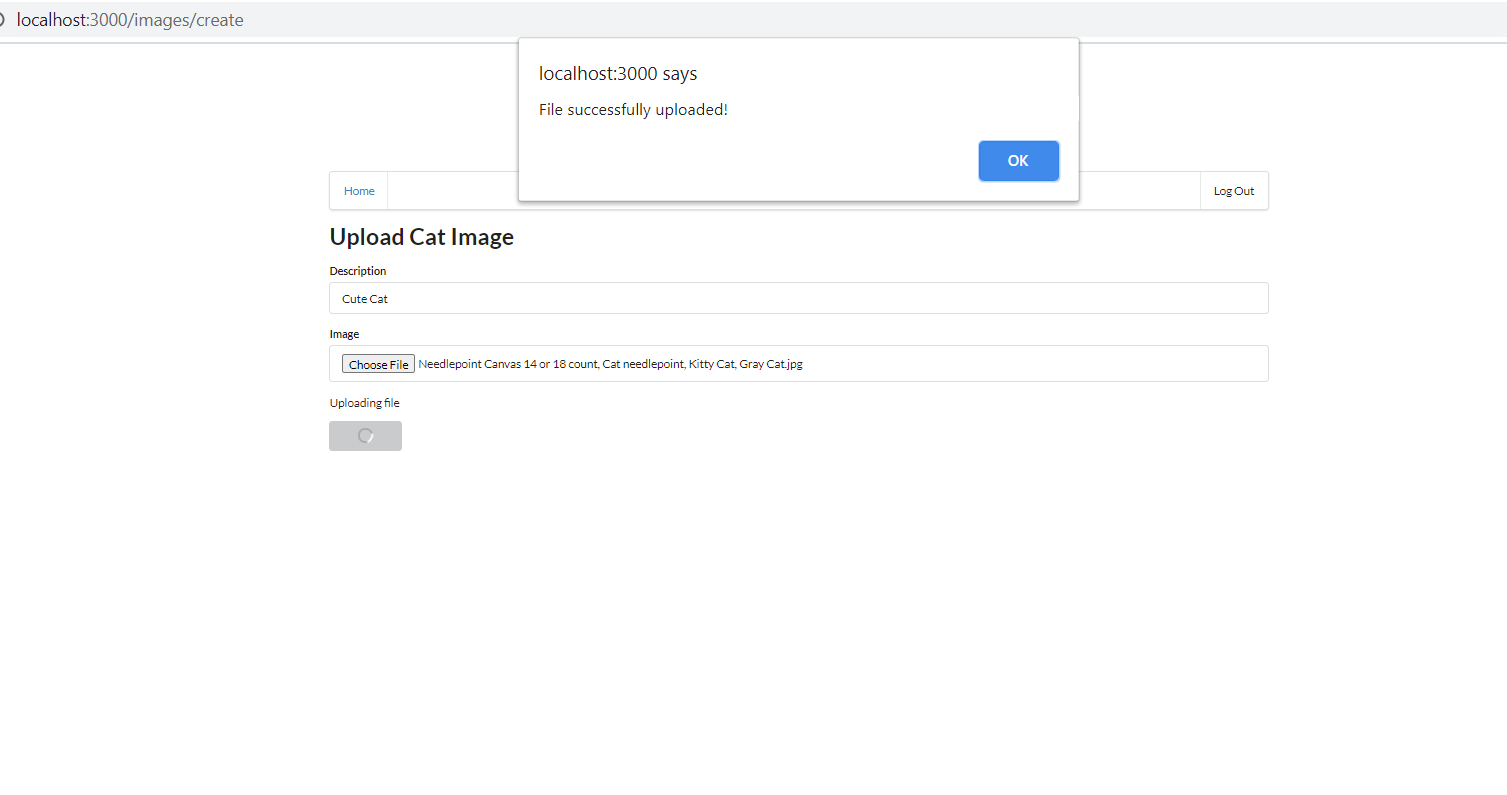 localhost:3000/images/create
localhost:3000 says
File successfully uploaded!
OK
Home
Log Out
Upload Cat Image
Description
Cute Cat
Image
Choose File Needlepoint Canvas 14 or 18 count, Cat needlepoint, Kitty Cat, Gray Cat.jpg
Uploading file